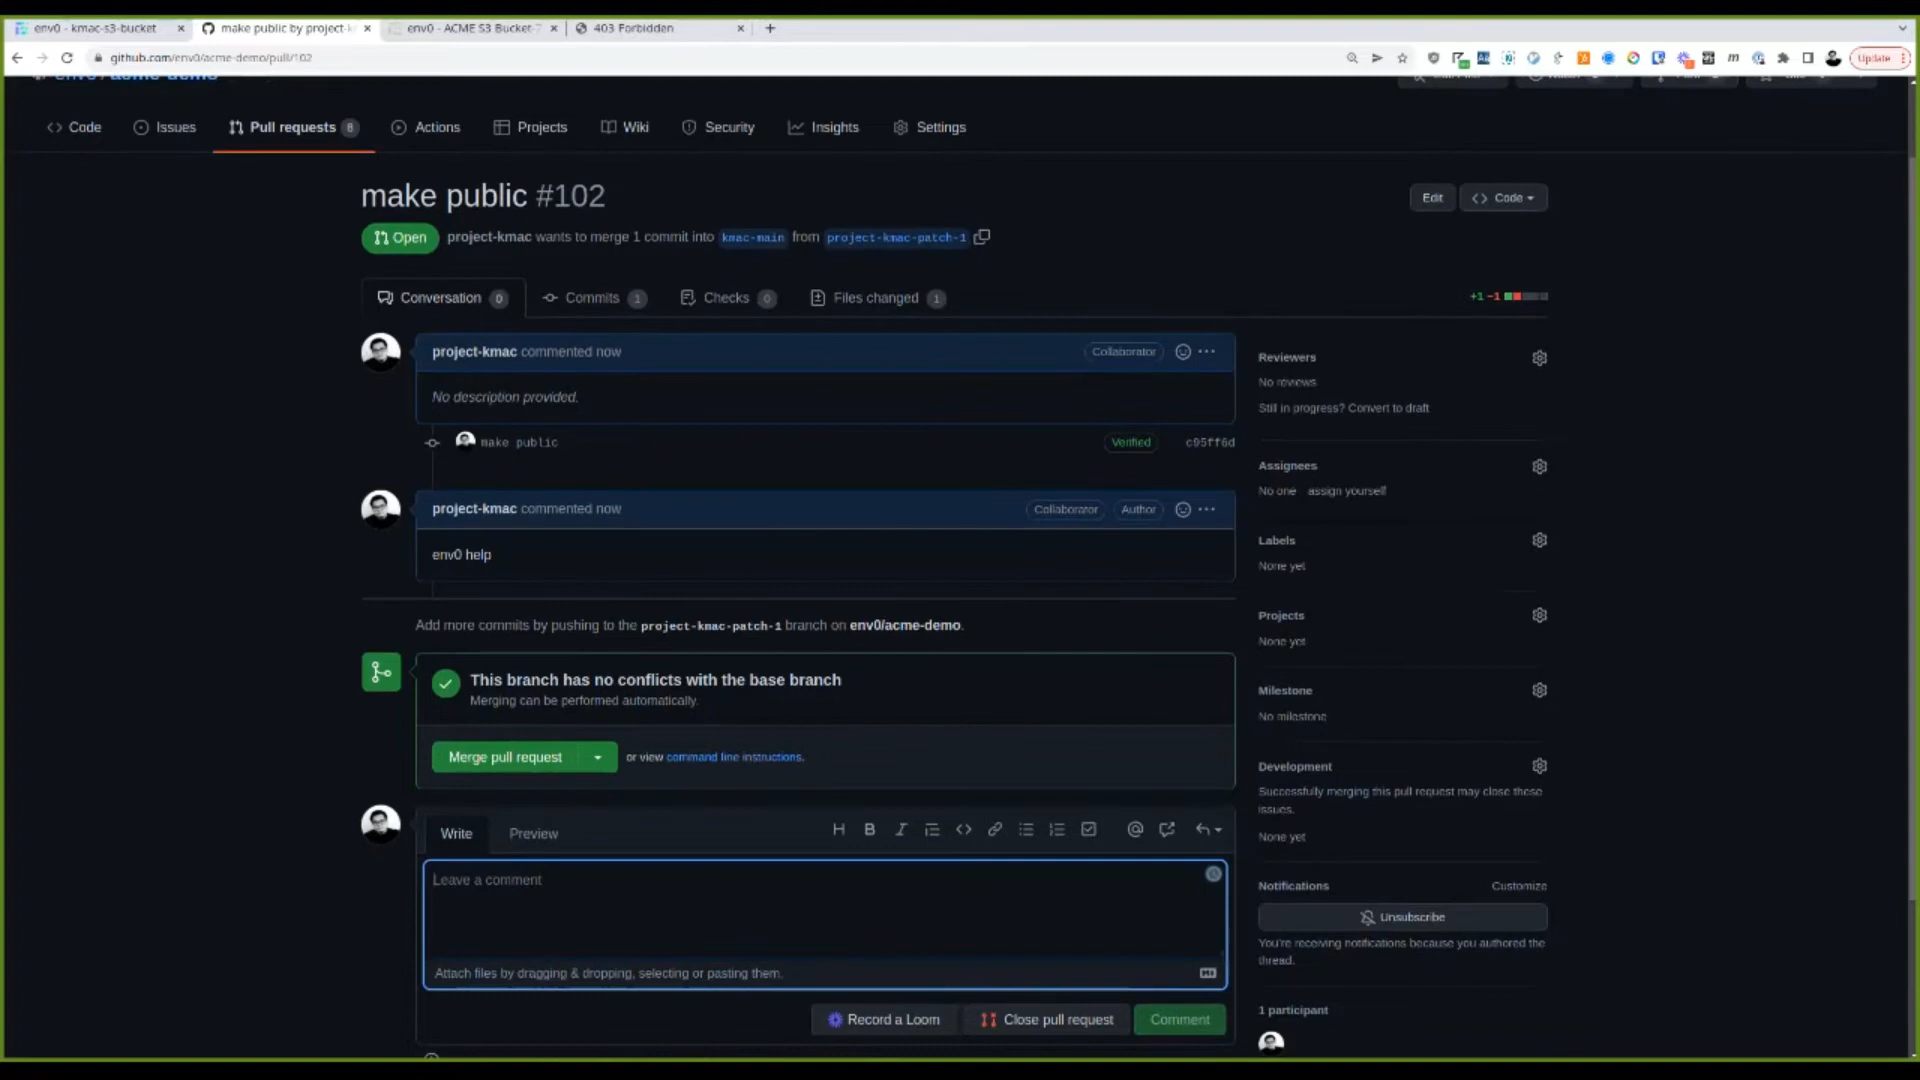 env0 - kmac-s3-bucket
make public by project-k
env0 - ACME S3 Bucket-
403 Forbidden
github.com/env0/acme-demo/pull/102
Update
env0 / acme-demo
Code
Issues
Pull requests 8
Actions
Projects
Wiki
Security
Insights
Settings
make public #102
Edit
Code
Open
project-kmac wants to merge 1 commit into kmac-main from project-kmac-patch-1
Conversation 0
Commits 1
Checks 0
Files changed 1
+1 −1
project-kmac commented now
Collaborator
No description provided.
make public
Verified
c95ff6d
project-kmac commented now
Collaborator
Author
env0 help
Add more commits by pushing to the project-kmac-patch-1 branch on env0/acme-demo.
This branch has no conflicts with the base branch
Merging can be performed automatically.
Merge pull request
or view command line instructions.
Write
Preview
Leave a comment
Attach files by dragging & dropping, selecting or pasting them.
Record a Loom
Close pull request
Comment
Reviewers
No reviews
Still in progress? Convert to draft
Assignees
No one assign yourself
Labels
None yet
Projects
None yet
Milestone
No milestone
Development
Successfully merging this pull request may close these
issues.
None yet
Notifications
Customize
Unsubscribe
You're receiving notifications because you authored the
thread.
1 participant